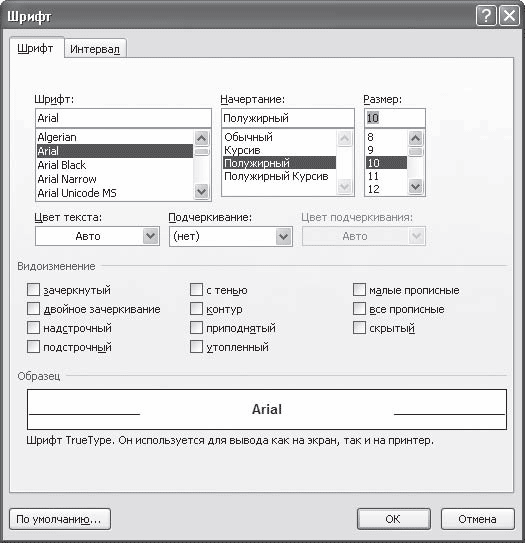 Шрифт
Шрифт Интервал
Шрифт: Начертание: Размер:
Arial Полужирный 10
Algerian Обычный 8
Arial Курсив 9
Arial Black Полужирный 10
Arial Narrow Полужирный Курсив 11
Arial Unicode MS 12
Цвет текста: Подчеркивание: Цвет подчеркивания:
Авто (нет) Авто
Видоизменение
зачеркнутый с тенью малые прописные
двойное зачеркивание контур все прописные
надстрочный приподнятый скрытый
подстрочный утопленный
Образец
Arial
Шрифт TrueType. Он используется для вывода как на экран, так и на принтер.
По умолчанию... OK Отмена